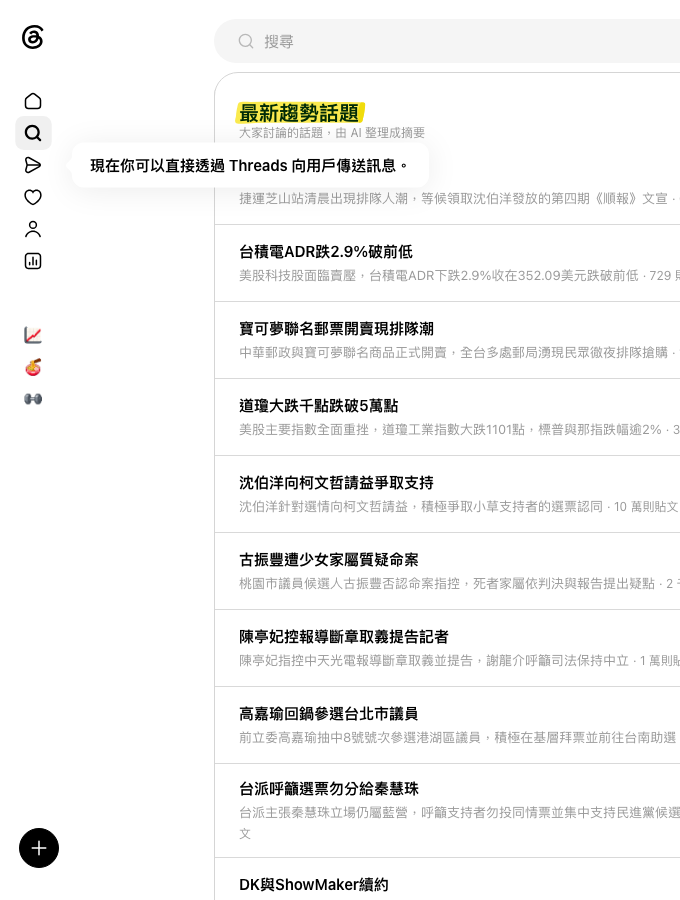 搜尋
最新趨勢話題
大家討論的話題，由 AI 整理成摘要
現在你可以直接透過 Threads 向用戶傳送訊息。
捷運芝山站清晨出現排隊人潮，等候領取沈伯洋發放的第四期《順報》文宣 ·
台積電ADR跌2.9%破前低
美股科技股面臨賣壓，台積電ADR下跌2.9%收在352.09美元跌破前低 · 729
寶可夢聯名郵票開賣現排隊潮
中華郵政與寶可夢聯名商品正式開賣，全台多處郵局湧現民眾徹夜排隊搶購 ·
道瓊大跌千點跌破5萬點
美股主要指數全面重挫，道瓊工業指數大跌1101點，標普與那指跌幅逾2% · 3
沈伯洋向柯文哲請益爭取支持
沈伯洋針對選情向柯文哲請益，積極爭取小草支持者的選票認同 · 10 萬則貼文
古振豐遭少女家屬質疑命案
桃園市議員候選人古振豐否認命案指控，死者家屬依判決與報告提出疑點 · 2
陳亭妃控報導斷章取義提告記者
陳亭妃指控中天光電報導斷章取義並提告，謝龍介呼籲司法保持中立 · 1 萬則貼
高嘉瑜回鍋參選台北市議員
前立委高嘉瑜抽中8號號次參選港湖區議員，積極在基層拜票並前往台南助選
台派呼籲選票勿分給秦慧珠
台派主張秦慧珠立場仍屬藍營，呼籲支持者勿投同情票並集中支持民進黨候選
文
DK與ShowMaker續約